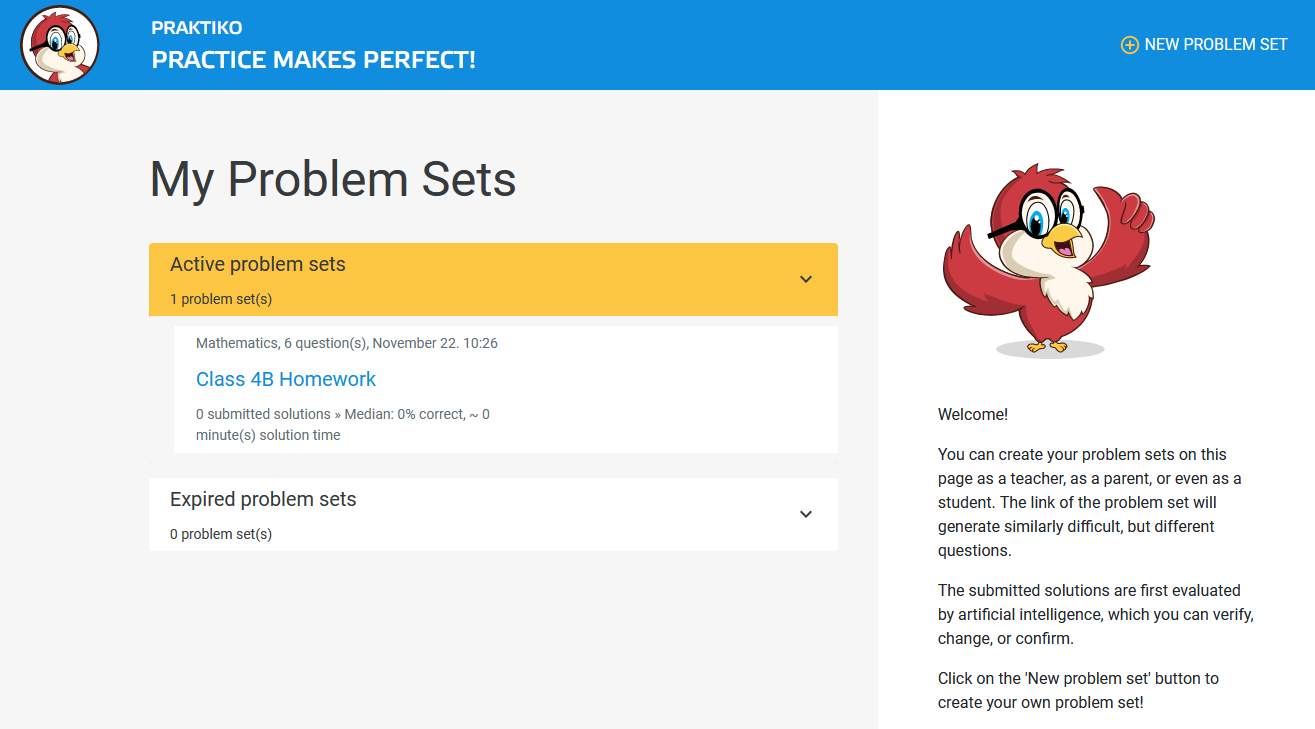 PRAKTIKO
PRACTICE MAKES PERFECT!
NEW PROBLEM SET
My Problem Sets
Active problem sets
1 problem set(s)
Mathematics, 6 question(s), November 22. 10:26
Class 4B Homework
0 submitted solutions » Median: 0% correct, ~ 0
minute(s) solution time
Expired problem sets
0 problem set(s)
Welcome!
You can create your problem sets on this
page as a teacher, as a parent, or even as a
student. The link of the problem set will
generate similarly difficult, but different
questions.
The submitted solutions are first evaluated
by artificial intelligence, which you can verify,
change, or confirm.
Click on the 'New problem set' button to
create your own problem set!